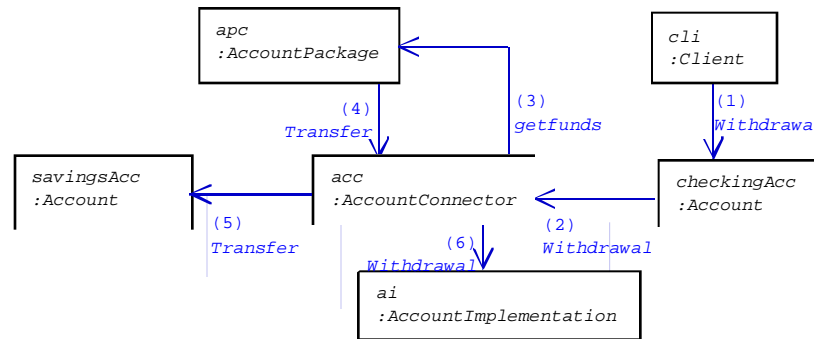 apc
:AccountPackage
cli
:Client
(4)
Transfer
(3)
getfunds
(1)
Withdrawal
savingsAcc
:Account
acc
:AccountConnector
checkingAcc
:Account
(5)
Transfer
(6)
Withdrawal
(2)
Withdrawal
ai
:AccountImplementation